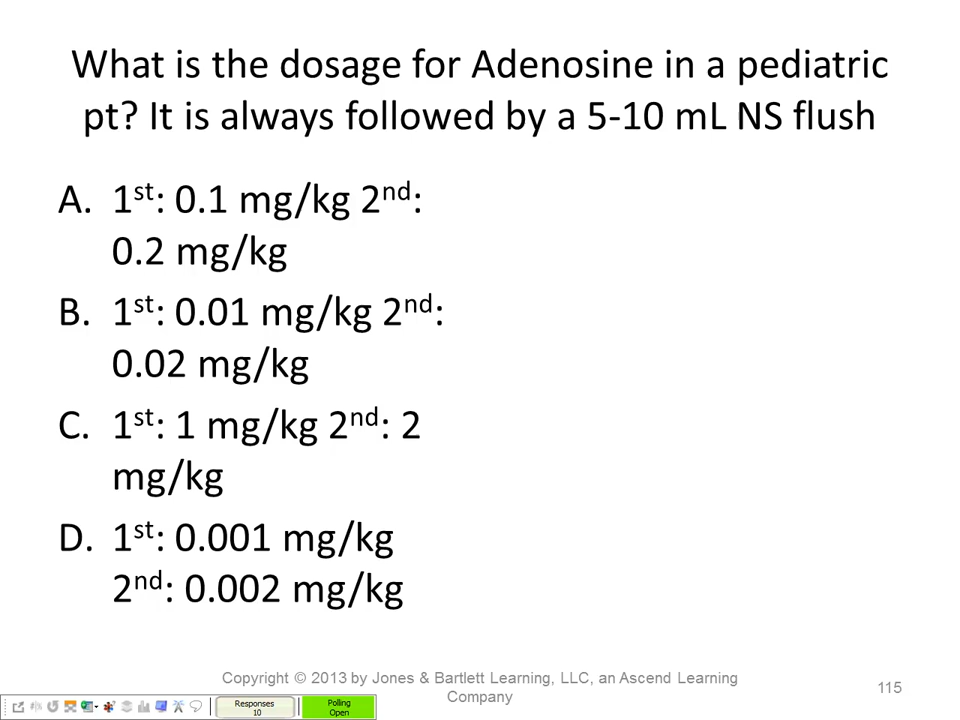 What is the dosage for Adenosine in a pediatric
pt? It is always followed by a 5-10 mL NS flush
A. 1st: 0.1 mg/kg 2nd:
0.2 mg/kg
B. 1st: 0.01 mg/kg 2nd:
0.02 mg/kg
C. 1st: 1 mg/kg 2nd: 2
mg/kg
D. 1st: 0.001 mg/kg
2nd: 0.002 mg/kg
Copyright © 2013 by Jones & Bartlett Learning, LLC, an Ascend Learning
Company
115
Responses
10
Polling
Open